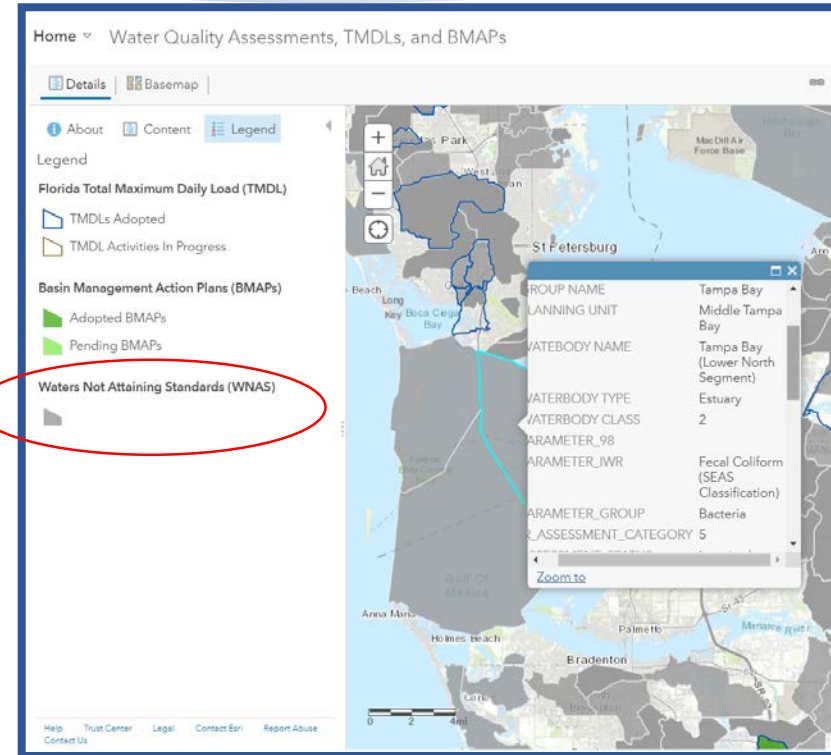 Home Water Quality Assessments, TMDLs, and BMAPs
Details Basemap
About Content Legend
Legend
Florida Total Maximum Daily Load (TMDL)
TMDLs Adopted
TMDL Activities In Progress
Basin Management Action Plans (BMAPs)
Adopted BMAPs
Pending BMAPs
Waters Not Attaining Standards (WNAS)
Help Trust Center Legal Contact Esri Report Abuse
Contact Us
Park
West
MacDill Air
Force Base
St Petersburg
Beach
Long
Key
Boca Ciega
Bay
ROUP NAME Tampa Bay
LANNING UNIT Middle Tampa
Bay
VATEBODY NAME Tampa Bay
(Lower North
Segment)
VATERBODY TYPE Estuary
VATERBODY CLASS 2
ARAMETER_98
ARAMETER_IWR Fecal Coliform
(SEAS
Classification)
ARAMETER_GROUP Bacteria
R_ASSESSMENT_CATEGORY 5
Zoom to
Gulf Of
Mexico
Anna Maria
Holmes Beach
Palmetto
Manatee River
Bradenton
0 2 4mi